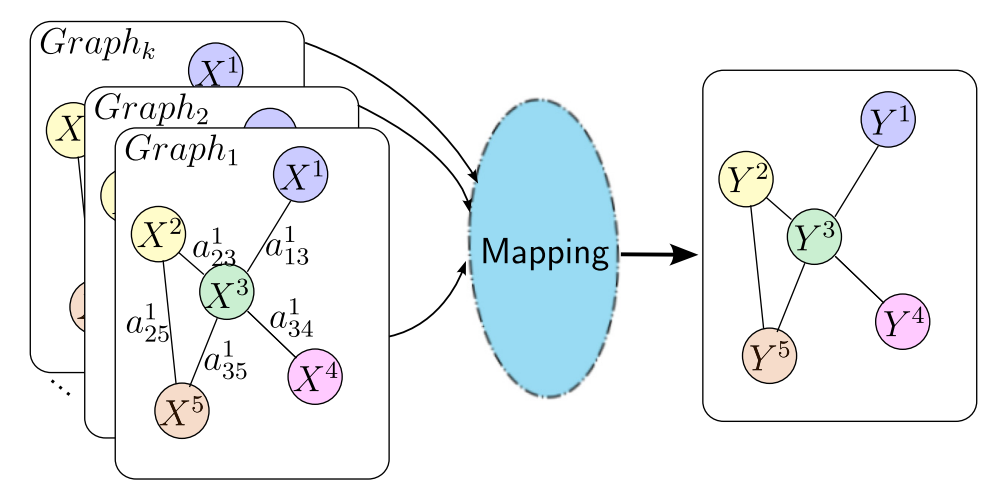 Graph_k
X^1
X
Graph_2
Graph_1
X^1
X^2
a^1_{23}
a^1_{13}
X^3
a^1_{25}
a^1_{34}
a^1_{35}
X^4
X^5
...
Mapping
Y^1
Y^2
Y^3
Y^4
Y^5